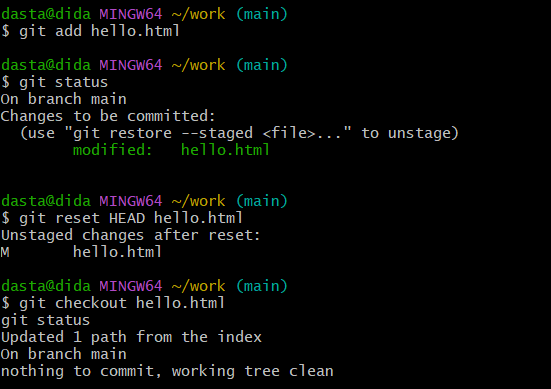 dasta@dida MINGW64 ~/work (main)
$ git add hello.html
dasta@dida MINGW64 ~/work (main)
$ git status
On branch main
Changes to be committed:
  (use "git restore --staged <file>..." to unstage)
        modified:   hello.html
dasta@dida MINGW64 ~/work (main)
$ git reset HEAD hello.html
Unstaged changes after reset:
M       hello.html
dasta@dida MINGW64 ~/work (main)
$ git checkout hello.html
git status
Updated 1 path from the index
On branch main
nothing to commit, working tree clean